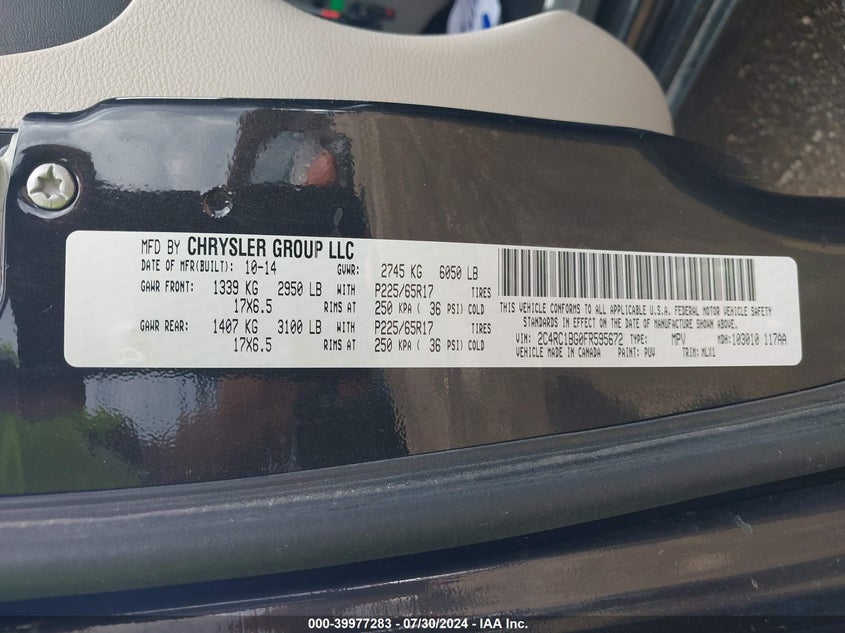 MFD BY CHRYSLER GROUP LLC
DATE OF MFR(BUILT): 10-14 GVWR: 2745 KG 6050 LB
GAWR FRONT: 1339 KG 2950 LB WITH P225/65R17 TIRES
17X6.5 RIMS AT 250 KPA ( 36 PSI) COLD
GAWR REAR: 1407 KG 3100 LB WITH P225/65R17 TIRES
17X6.5 RIMS AT 250 KPA ( 36 PSI) COLD
THIS VEHICLE CONFORMS TO ALL APPLICABLE U.S.A. FEDERAL MOTOR VEHICLE SAFETY
STANDARDS IN EFFECT ON THE DATE OF MANUFACTURE SHOWN ABOVE.
VIN: 2C4RC1BG0FR595672 TYPE: MPV MDH: 103010 117AA
VEHICLE MADE IN CANADA PAINT: PUV TRIM: MLX1
000-39977283 - 07/30/2024 - IAA Inc.